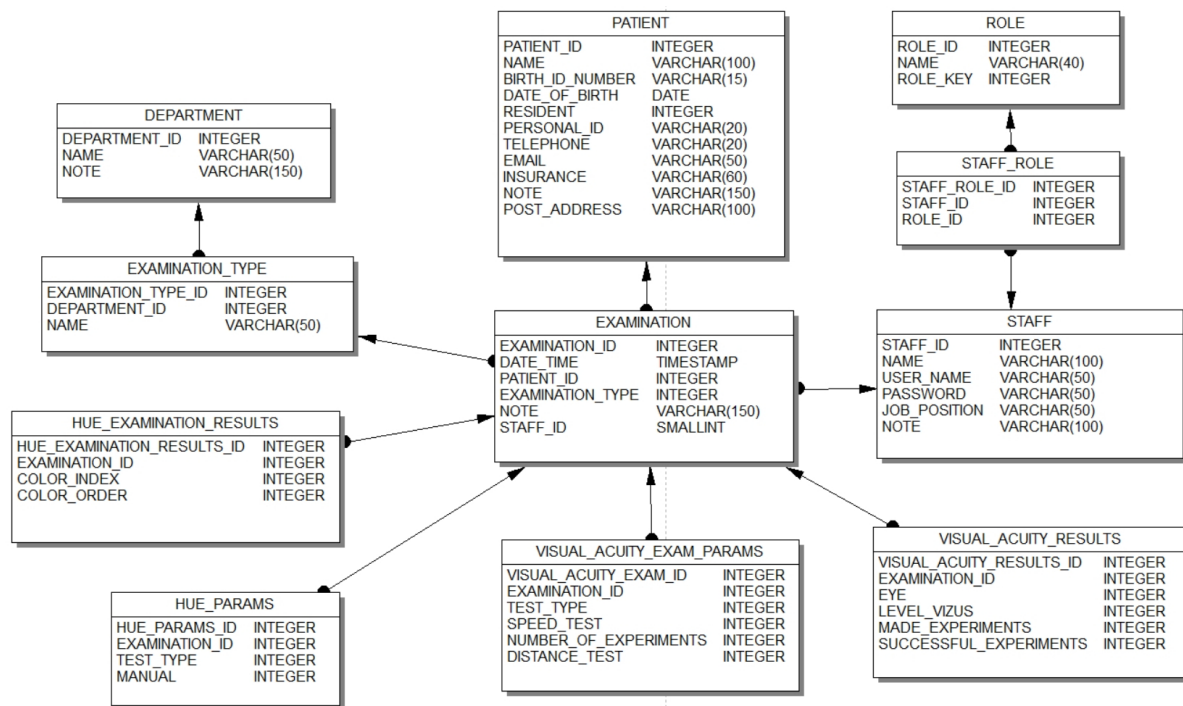 PATIENT
PATIENT_ID INTEGER
NAME VARCHAR(100)
BIRTH_ID_NUMBER VARCHAR(15)
DATE_OF_BIRTH DATE
RESIDENT INTEGER
PERSONAL_ID VARCHAR(20)
TELEPHONE VARCHAR(20)
EMAIL VARCHAR(50)
INSURANCE VARCHAR(60)
NOTE VARCHAR(150)
POST_ADDRESS VARCHAR(100)
ROLE
ROLE_ID INTEGER
NAME VARCHAR(40)
ROLE_KEY INTEGER
DEPARTMENT
DEPARTMENT_ID INTEGER
NAME VARCHAR(50)
NOTE VARCHAR(150)
STAFF_ROLE
STAFF_ROLE_ID INTEGER
STAFF_ID INTEGER
ROLE_ID INTEGER
EXAMINATION_TYPE
EXAMINATION_TYPE_ID INTEGER
DEPARTMENT_ID INTEGER
NAME VARCHAR(50)
EXAMINATION
EXAMINATION_ID INTEGER
DATE_TIME TIMESTAMP
PATIENT_ID INTEGER
EXAMINATION_TYPE INTEGER
NOTE VARCHAR(150)
STAFF_ID SMALLINT
STAFF
STAFF_ID INTEGER
NAME VARCHAR(100)
USER_NAME VARCHAR(50)
PASSWORD VARCHAR(50)
JOB_POSITION VARCHAR(50)
NOTE VARCHAR(100)
HUE_EXAMINATION_RESULTS
HUE_EXAMINATION_RESULTS_ID INTEGER
EXAMINATION_ID INTEGER
COLOR_INDEX INTEGER
COLOR_ORDER INTEGER
HUE_PARAMS
HUE_PARAMS_ID INTEGER
EXAMINATION_ID INTEGER
TEST_TYPE INTEGER
MANUAL INTEGER
VISUAL_ACUITY_EXAM_PARAMS
VISUAL_ACUITY_EXAM_ID INTEGER
EXAMINATION_ID INTEGER
TEST_TYPE INTEGER
SPEED_TEST INTEGER
NUMBER_OF_EXPERIMENTS INTEGER
DISTANCE_TEST INTEGER
VISUAL_ACUITY_RESULTS
VISUAL_ACUITY_RESULTS_ID INTEGER
EXAMINATION_ID INTEGER
EYE INTEGER
LEVEL_VIZUS INTEGER
MADE_EXPERIMENTS INTEGER
SUCCESSFUL_EXPERIMENTS INTEGER